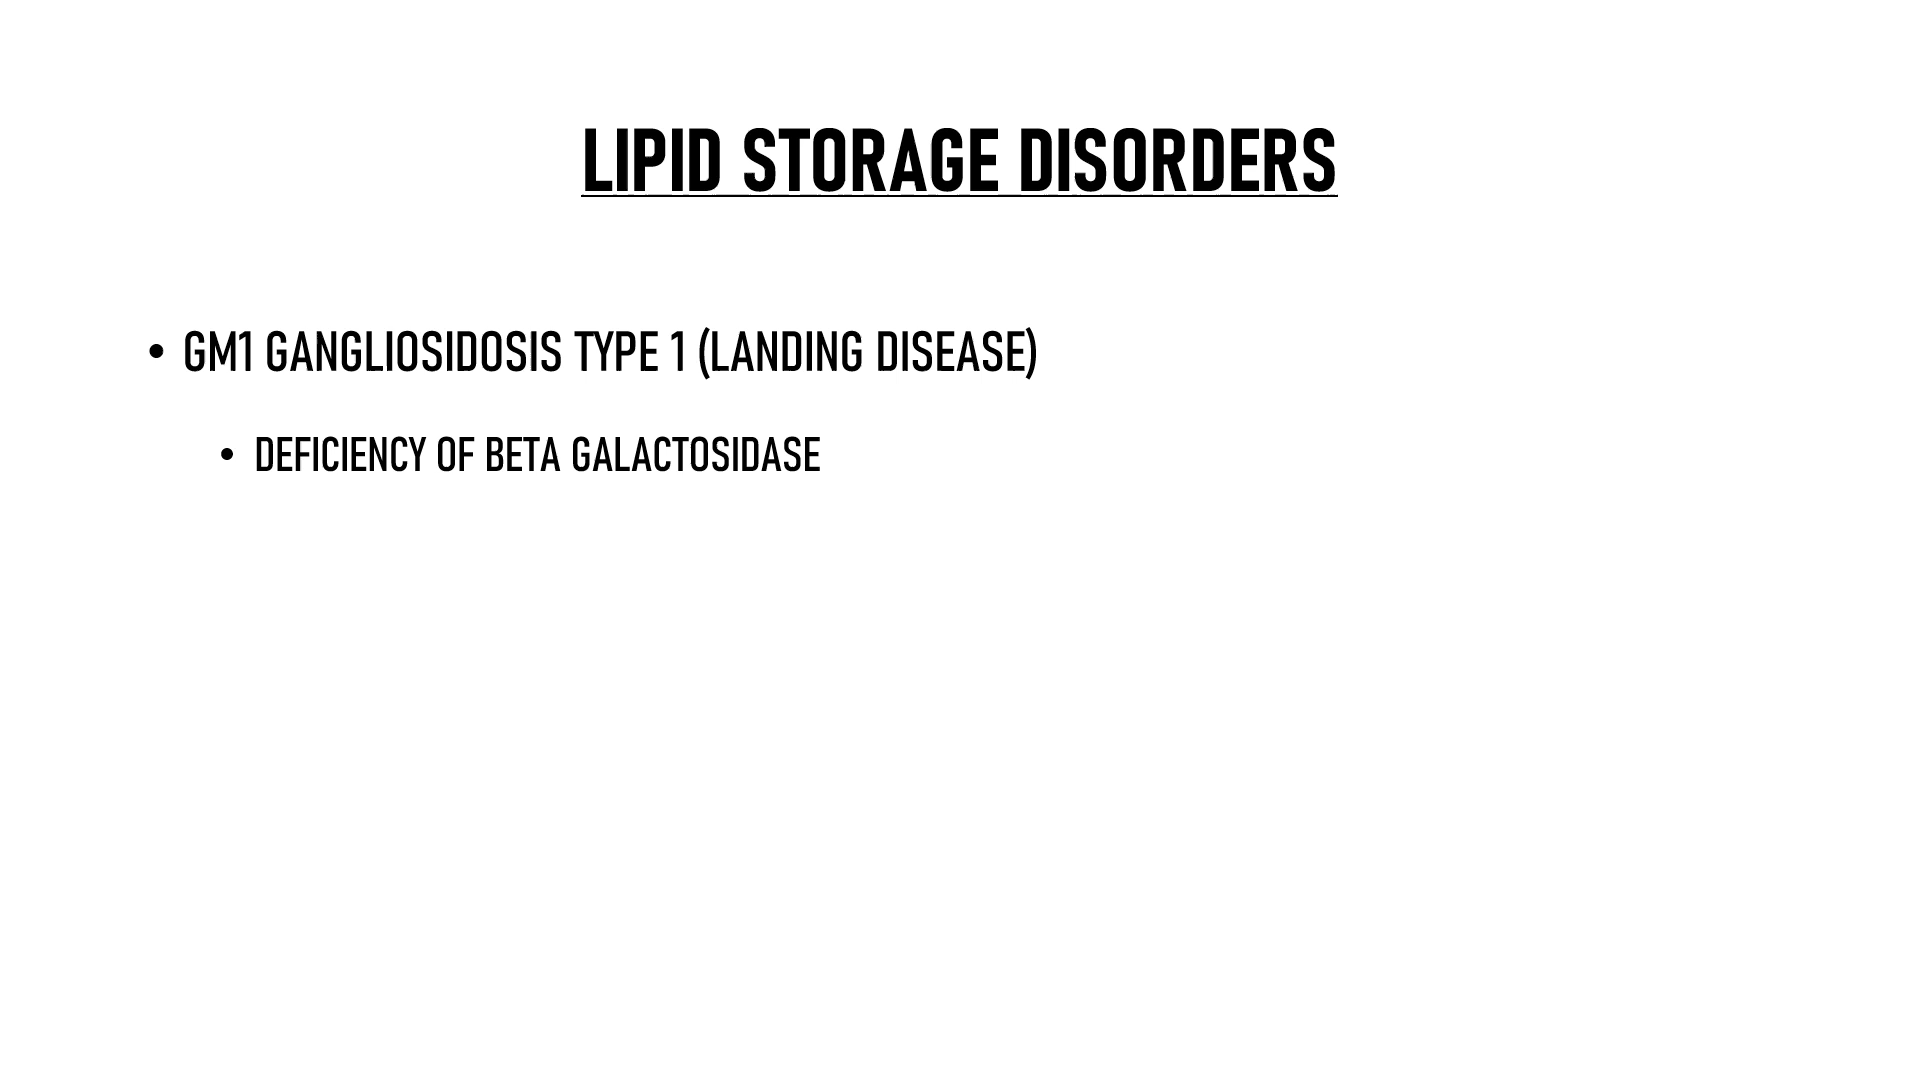 LIPID STORAGE DISORDERS
• GM1 GANGLIOSIDOSIS TYPE 1 (LANDING DISEASE)
• DEFICIENCY OF BETA GALACTOSIDASE